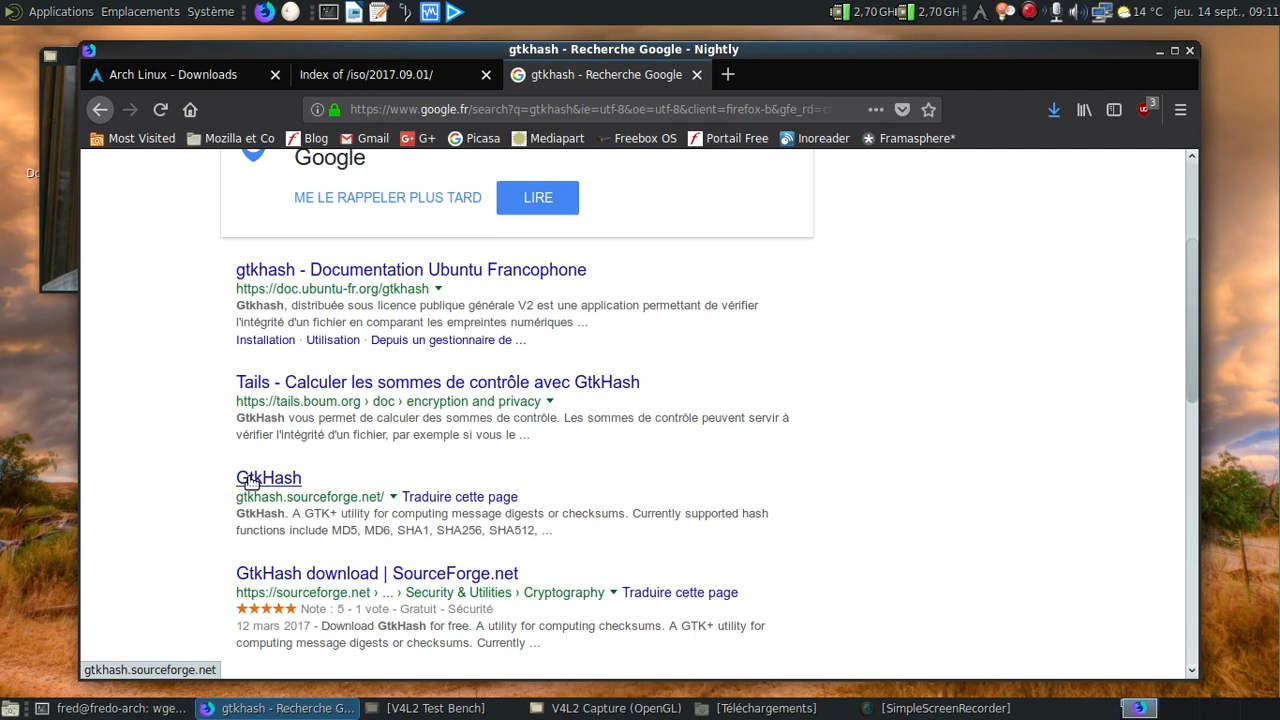 Applications Emplacements Système 2,70GH 2,70GH 14 °C jeu. 14 sept., 09:11
gtkhash - Recherche Google - Nightly
Arch Linux - Downloads Index of /iso/2017.09.01/ gtkhash - Recherche Google
https://www.google.fr/search?q=gtkhash&ie=utf-8&oe=utf-8&client=firefox-b&gfe_rd=c 3
Most Visited Mozilla et Co Blog Gmail G+ Picasa Mediapart Freebox OS Portail Free Inoreader Framasphere*
Google
ME LE RAPPELER PLUS TARD LIRE
gtkhash - Documentation Ubuntu Francophone
https://doc.ubuntu-fr.org/gtkhash
Gtkhash, distribuée sous licence publique générale V2 est une application permettant de vérifier
l'intégrité d'un fichier en comparant les empreintes numériques ...
Installation · Utilisation · Depuis un gestionnaire de ...
Tails - Calculer les sommes de contrôle avec GtkHash
https://tails.boum.org › doc › encryption and privacy
GtkHash vous permet de calculer des sommes de contrôle. Les sommes de contrôle peuvent servir à
vérifier l'intégrité d'un fichier, par exemple si vous le ...
GtkHash
gtkhash.sourceforge.net/ Traduire cette page
GtkHash. A GTK+ utility for computing message digests or checksums. Currently supported hash
functions include MD5, MD6, SHA1, SHA256, SHA512, ...
GtkHash download | SourceForge.net
https://sourceforge.net › ... › Security & Utilities › Cryptography Traduire cette page
Note : 5 - 1 vote - Gratuit - Sécurité
12 mars 2017 - Download GtkHash for free. A utility for computing checksums. A GTK+ utility for
computing message digests or checksums. Currently ...
gtkhash.sourceforge.net
fred@fredo-arch: wge... gtkhash - Recherche G... [V4L2 Test Bench] V4L2 Capture (OpenGL) [Téléchargements] [SimpleScreenRecorder]